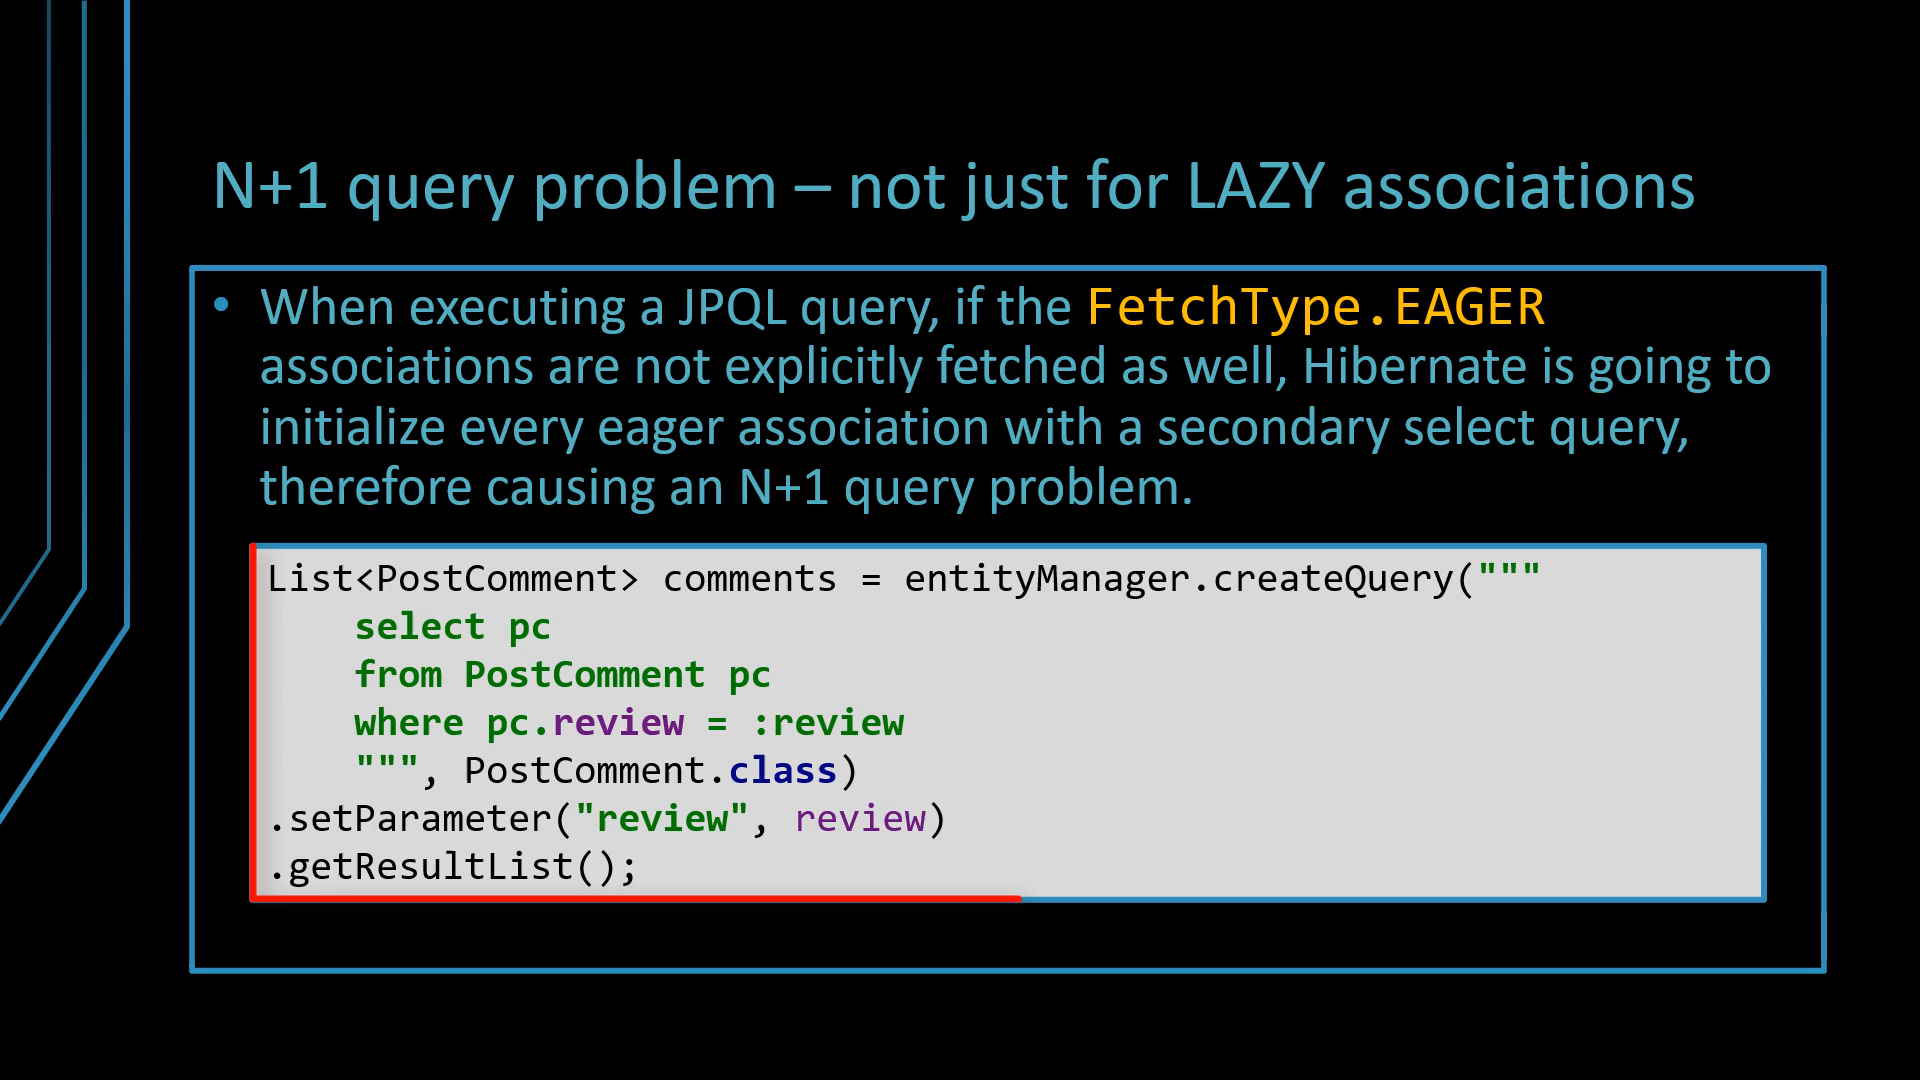 N+1 query problem – not just for LAZY associations
• When executing a JPQL query, if the FetchType.EAGER
associations are not explicitly fetched as well, Hibernate is going to
initialize every eager association with a secondary select query,
therefore causing an N+1 query problem.
List<PostComment> comments = entityManager.createQuery("""
    select pc
    from PostComment pc
    where pc.review = :review
    """, PostComment.class)
.setParameter("review", review)
.getResultList();